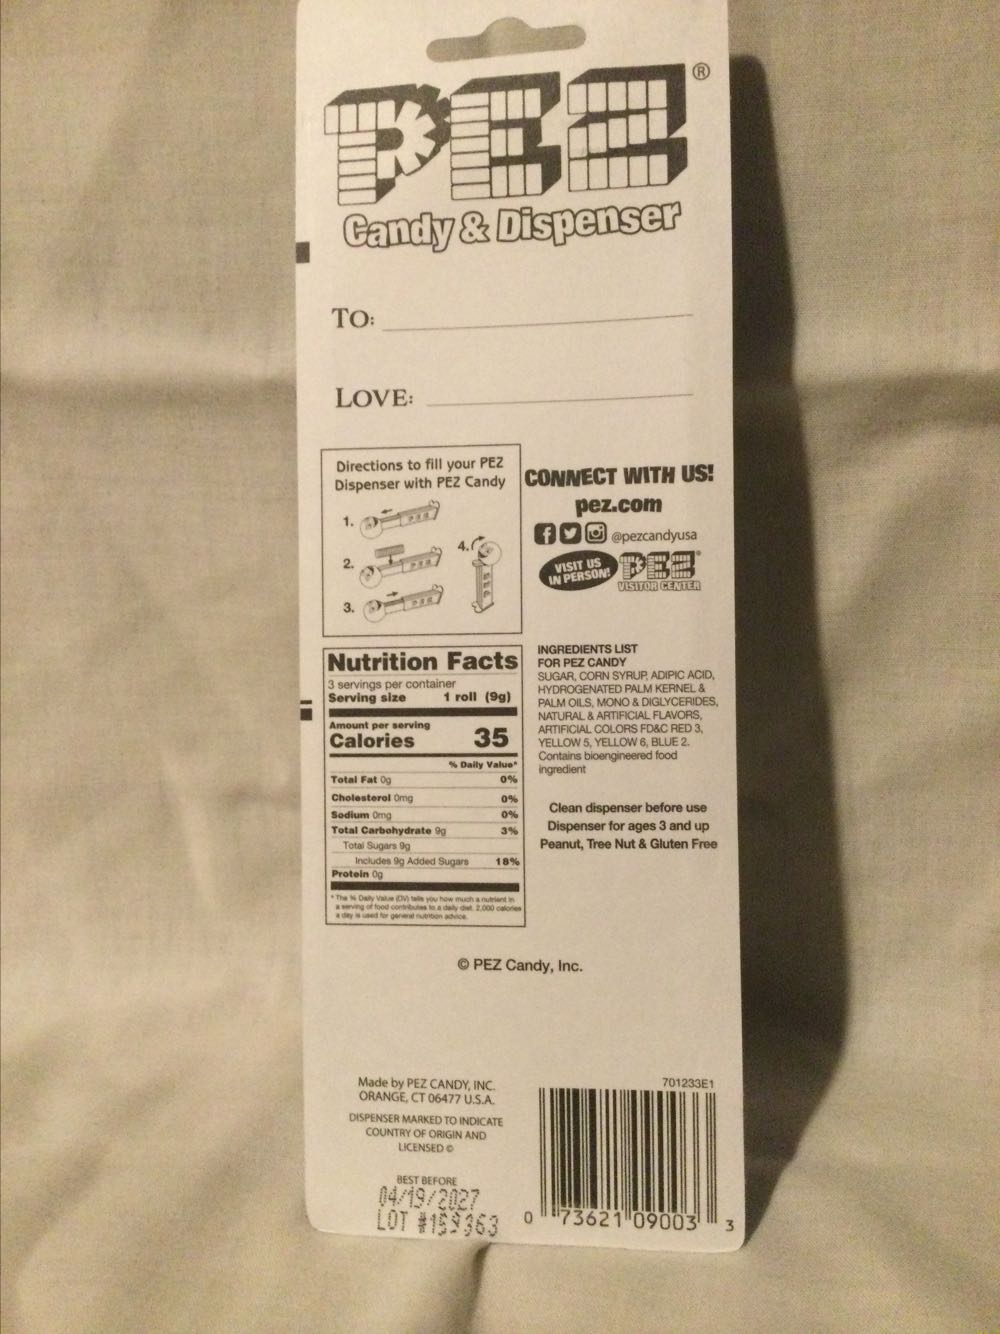 PEZ®
Candy & Dispenser
TO:
LOVE:
Directions to fill your PEZ
Dispenser with PEZ Candy
1.
2.
3.
4.
PEZ
PEZ
PEZ
PEZ
CONNECT WITH US!
pez.com
@pezcandyusa
VISIT US
IN PERSON!
PEZ
VISITOR CENTER
Nutrition Facts
3 servings per container
Serving size 1 roll (9g)
Amount per serving
Calories 35
% Daily Value*
Total Fat 0g 0%
Cholesterol 0mg 0%
Sodium 0mg 0%
Total Carbohydrate 9g 3%
Total Sugars 9g
Includes 9g Added Sugars 18%
Protein 0g
* The % Daily Value (DV) tells you how much a nutrient in
a serving of food contributes to a daily diet. 2,000 calories
a day is used for general nutrition advice.
INGREDIENTS LIST
FOR PEZ CANDY
SUGAR, CORN SYRUP, ADIPIC ACID,
HYDROGENATED PALM KERNEL &
PALM OILS, MONO & DIGLYCERIDES,
NATURAL & ARTIFICIAL FLAVORS,
ARTIFICIAL COLORS FD&C RED 3,
YELLOW 5, YELLOW 6, BLUE 2.
Contains bioengineered food
ingredient
Clean dispenser before use
Dispenser for ages 3 and up
Peanut, Tree Nut & Gluten Free
© PEZ Candy, Inc.
Made by PEZ CANDY, INC.
ORANGE, CT 06477 U.S.A.
DISPENSER MARKED TO INDICATE
COUNTRY OF ORIGIN AND
LICENSED ©
BEST BEFORE
04/19/2027
LOT #159363
701233E1
0 73621 09003 3